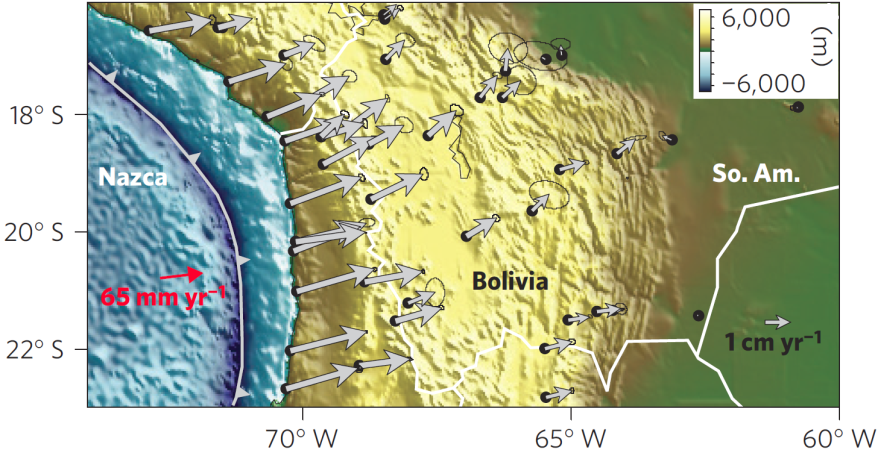 6,000
−6,000
(m)
18° S
20° S
22° S
Nazca
65 mm yr⁻¹
Bolivia
So. Am.
1 cm yr⁻¹
70° W
65° W
60° W